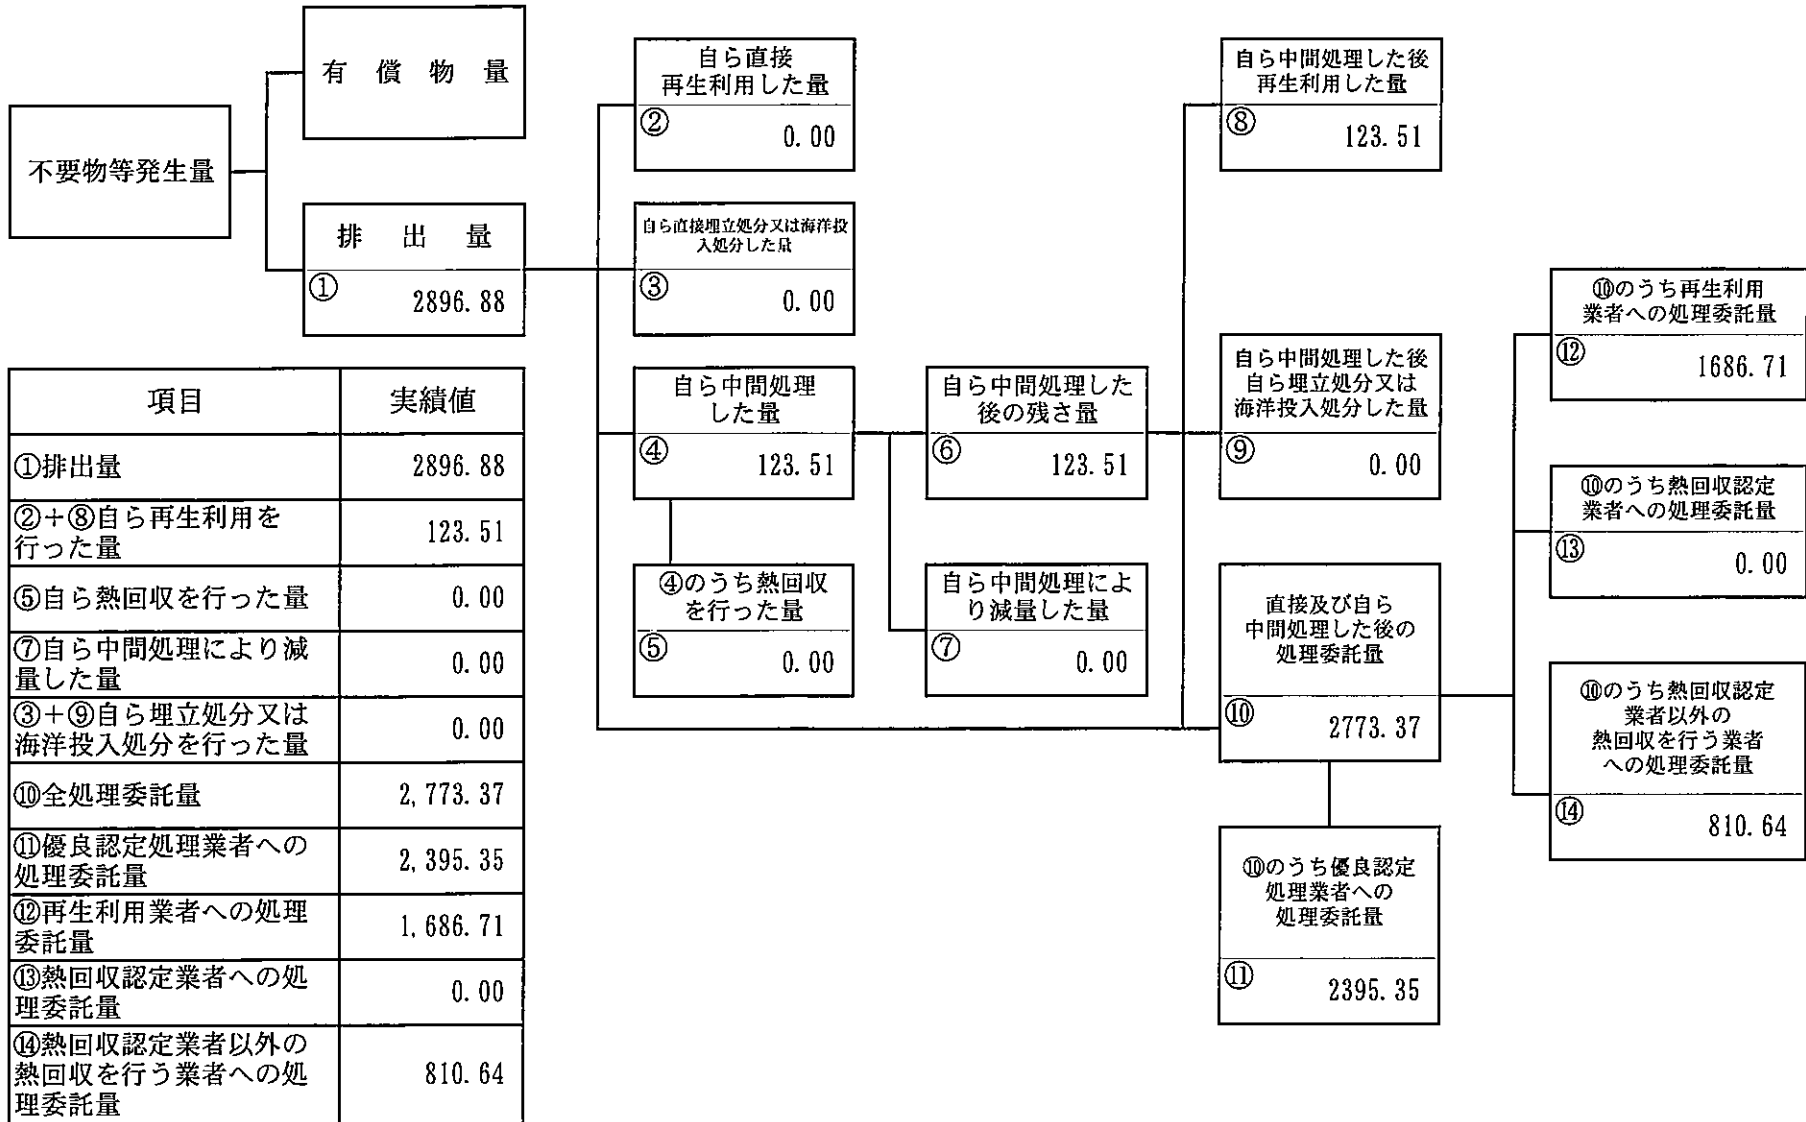 不要物等発生量
有償物量
排出量
①
2896.88
自ら直接
再生利用した量
②
0.00
自ら直接埋立処分又は海洋投
入処分した量
③
0.00
自ら中間処理
した量
④
123.51
④のうち熱回収
を行った量
⑤
0.00
自ら中間処理した
後の残さ量
⑥
123.51
自ら中間処理によ
り減量した量
⑦
0.00
自ら中間処理した後
再生利用した量
⑧
123.51
自ら中間処理した後
自ら埋立処分又は
海洋投入処分した量
⑨
0.00
直接及び自ら
中間処理した後の
処理委託量
⑩
2773.37
⑩のうち優良認定
処理業者への
処理委託量
⑪
2395.35
⑩のうち再生利用
業者への処理委託量
⑫
1686.71
⑩のうち熱回収認定
業者への処理委託量
⑬
0.00
⑩のうち熱回収認定
業者以外の
熱回収を行う業者
への処理委託量
⑭
810.64
項目 実績値
①排出量 2896.88
②+⑧自ら再生利用を
行った量 123.51
⑤自ら熱回収を行った量 0.00
⑦自ら中間処理により減
量した量 0.00
③+⑨自ら埋立処分又は
海洋投入処分を行った量 0.00
⑩全処理委託量 2,773.37
⑪優良認定処理業者への
処理委託量 2,395.35
⑫再生利用業者への処理
委託量 1,686.71
⑬熱回収認定業者への処
理委託量 0.00
⑭熱回収認定業者以外の
熱回収を行う業者への処
理委託量 810.64